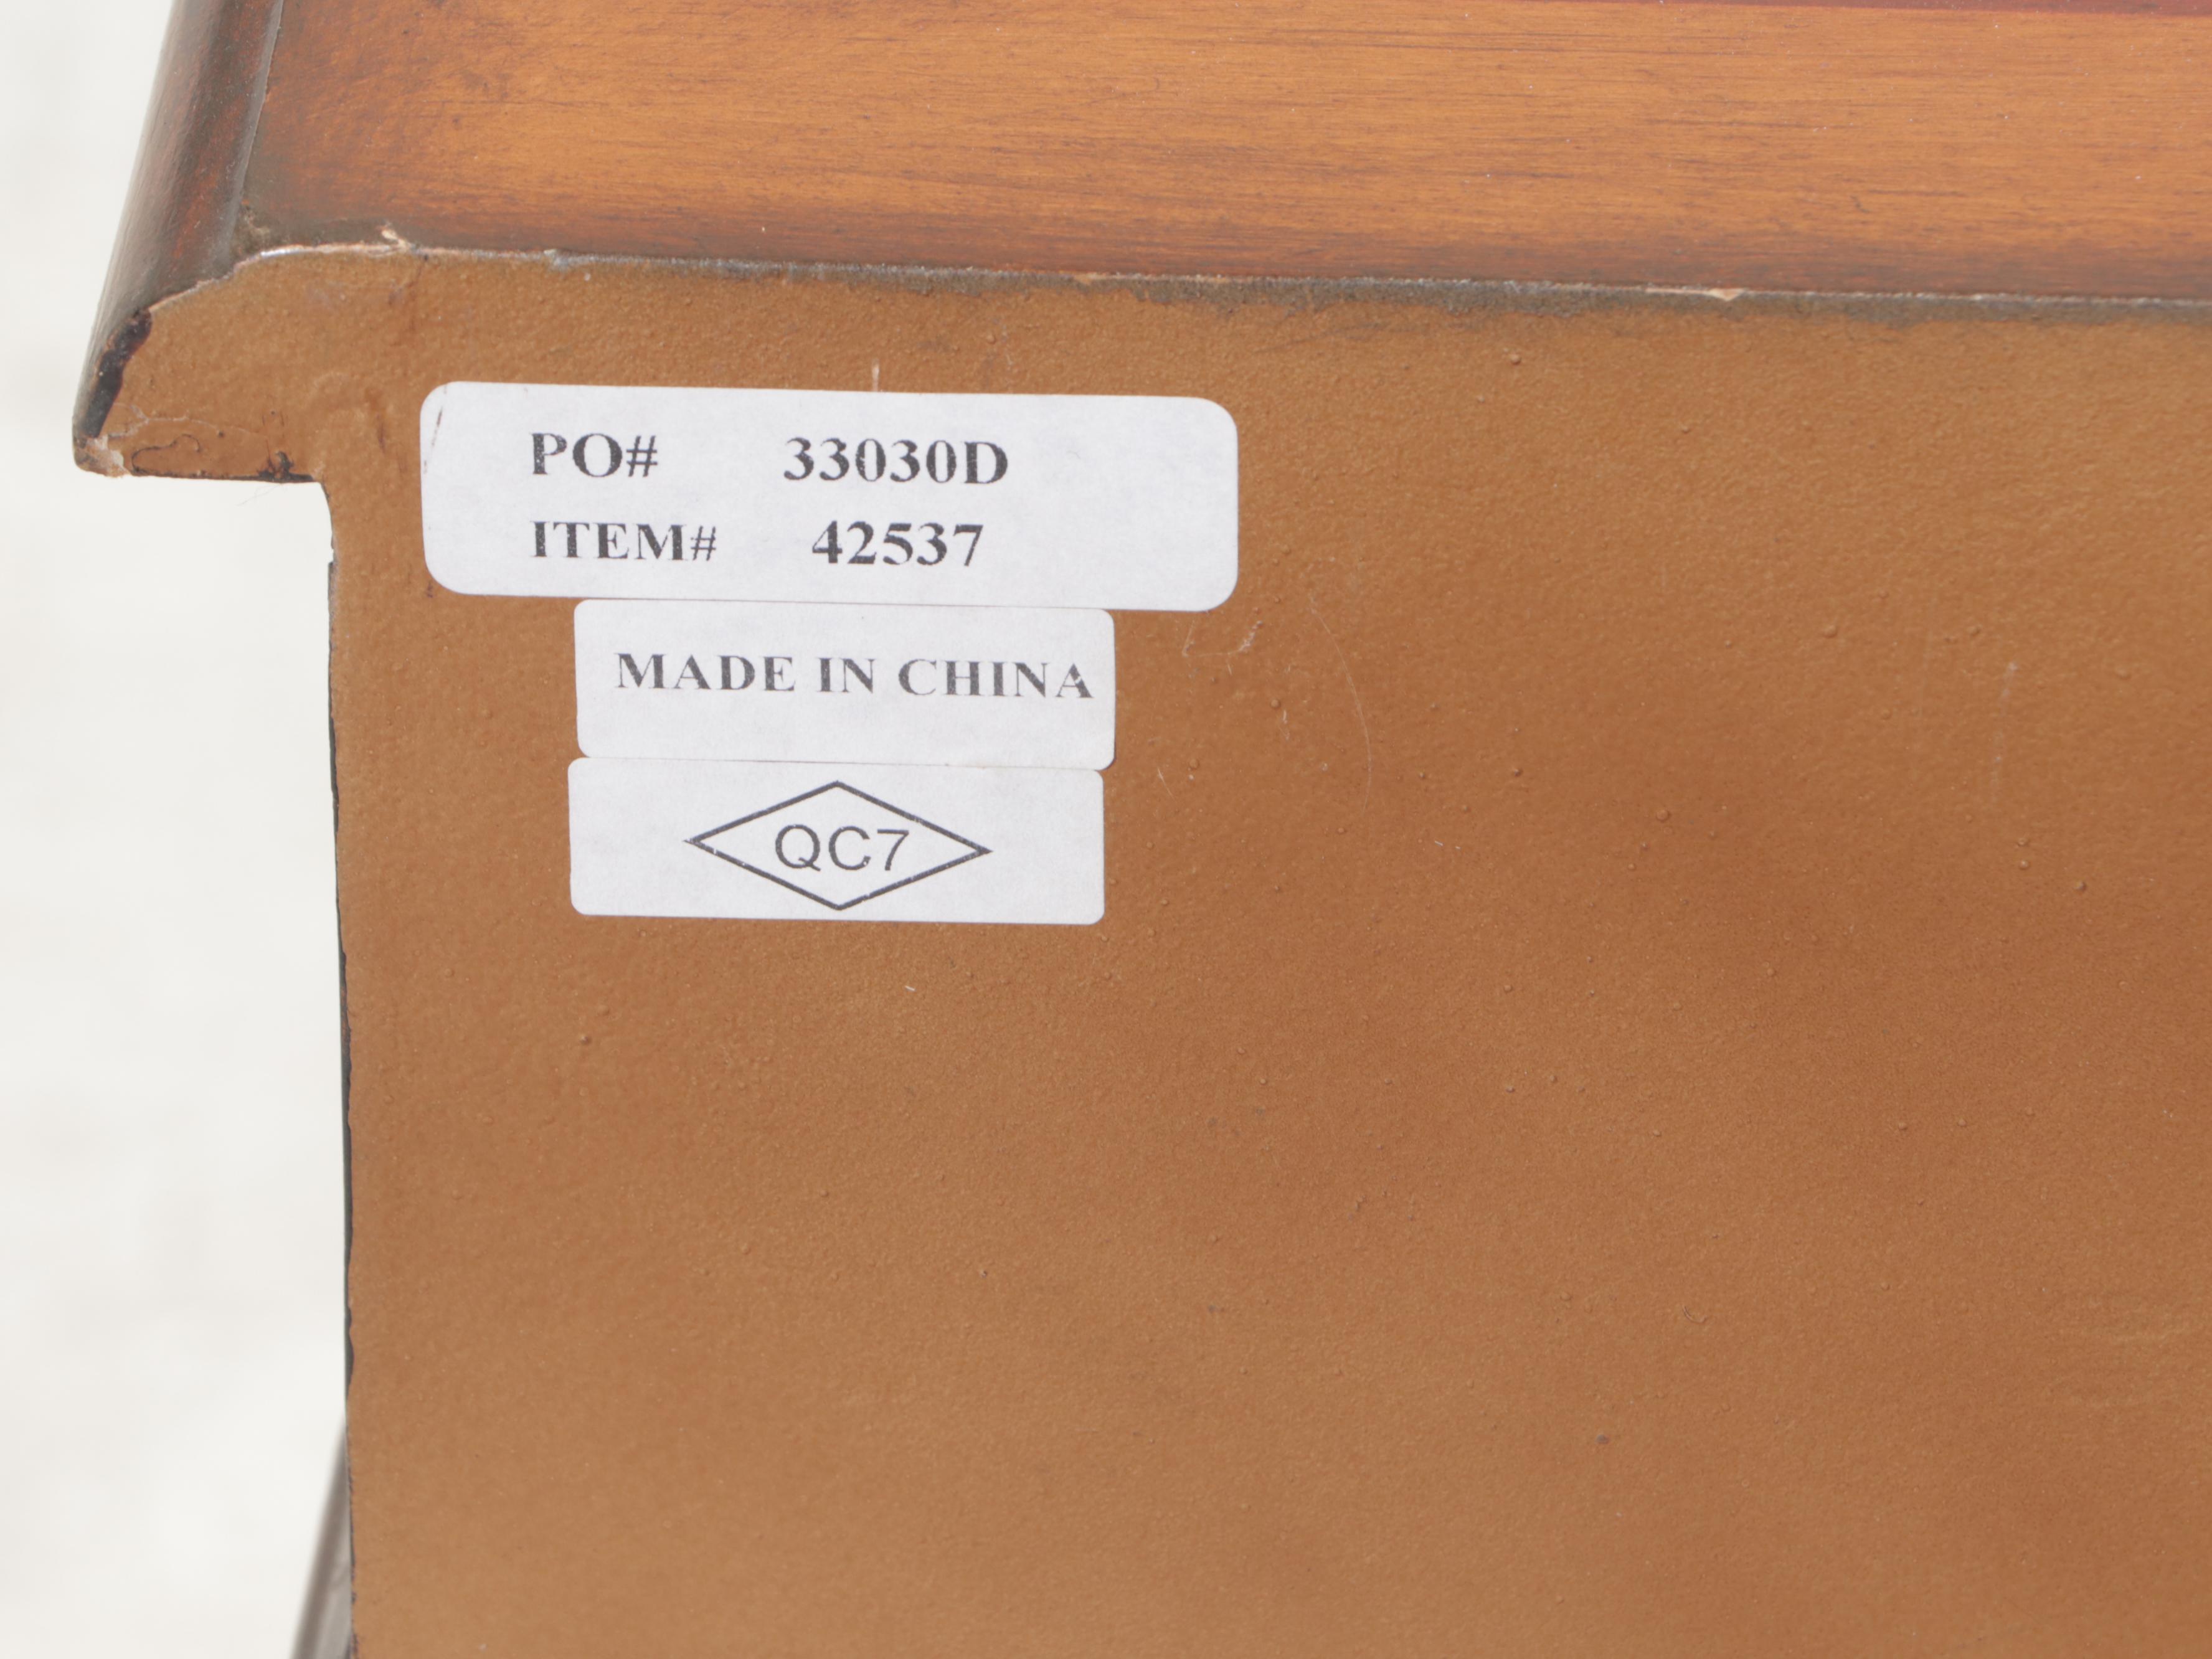 PO# 33030D
ITEM# 42537
MADE IN CHINA
QC7